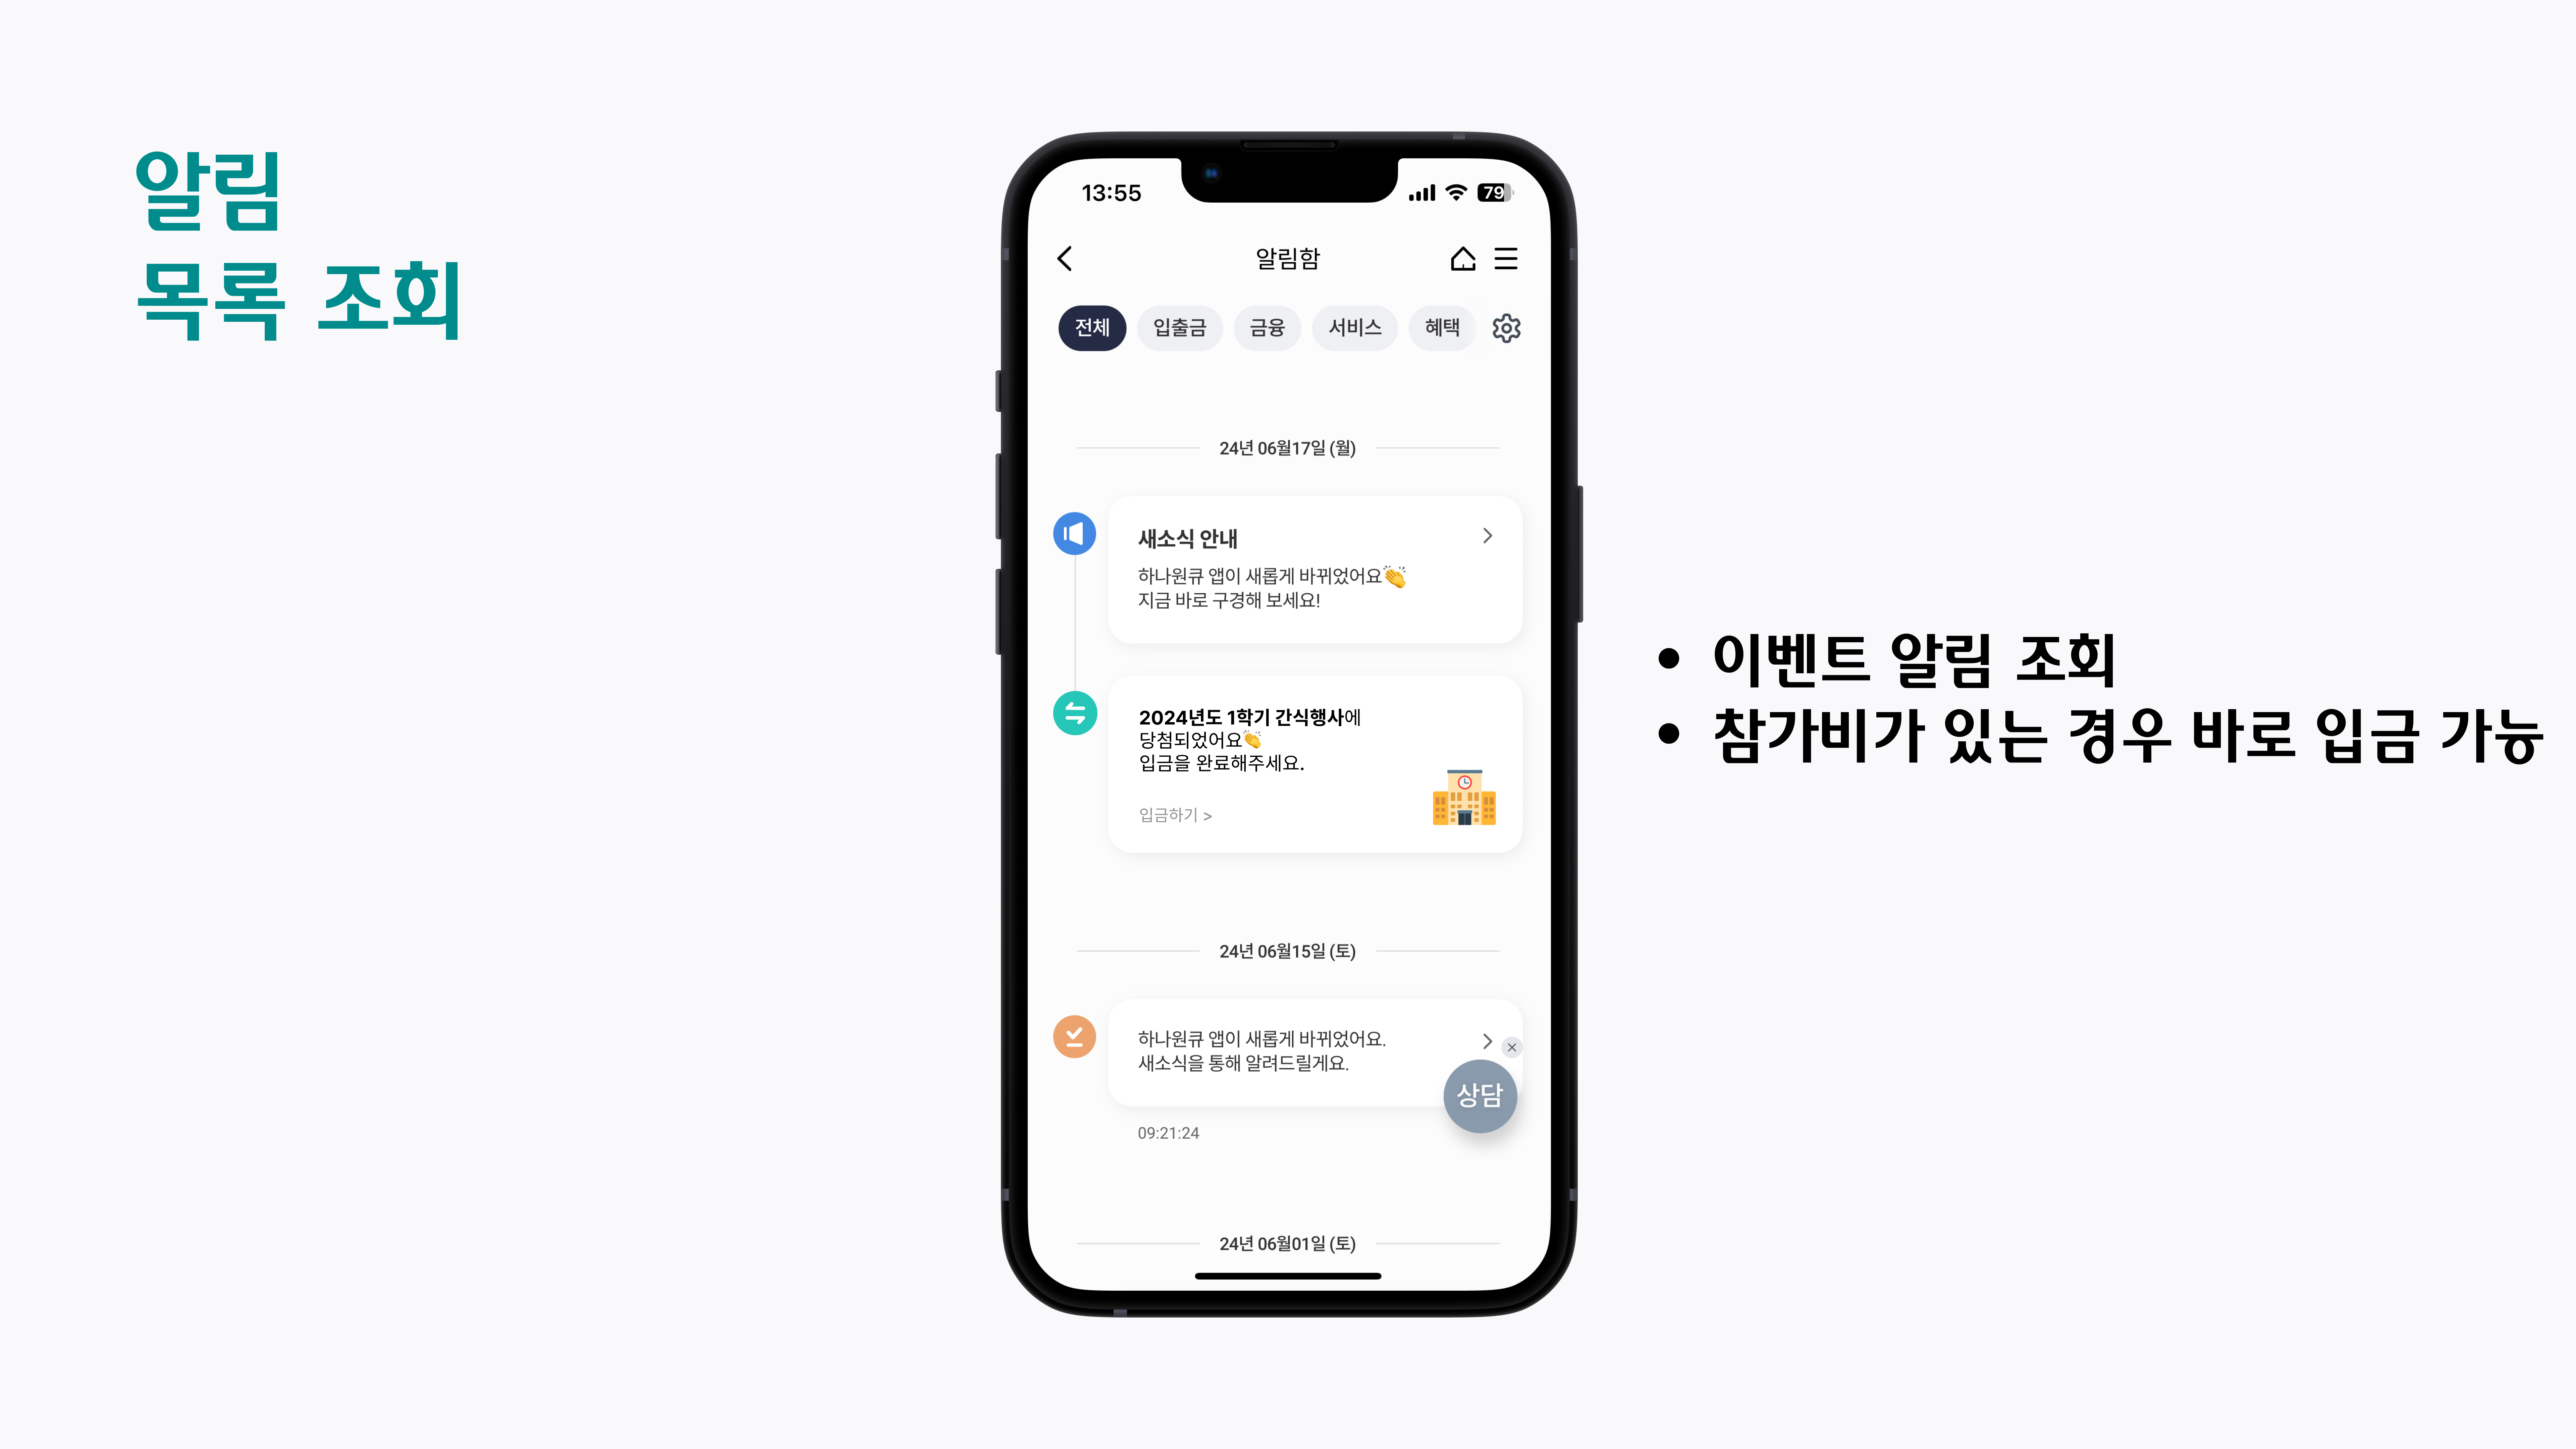 알림
목록 조회
13:55
79
알림함
전체 입출금 금융 서비스 혜택
24년 06월17일 (월)
새소식 안내
하나원큐 앱이 새롭게 바뀌었어요👏
지금 바로 구경해 보세요!
2024년도 1학기 간식행사에
당첨되었어요👏
입금을 완료해주세요.
입금하기 >
24년 06월15일 (토)
하나원큐 앱이 새롭게 바뀌었어요.
새소식을 통해 알려드릴게요.
상담
09:21:24
24년 06월01일 (토)
• 이벤트 알림 조회
• 참가비가 있는 경우 바로 입금 가능